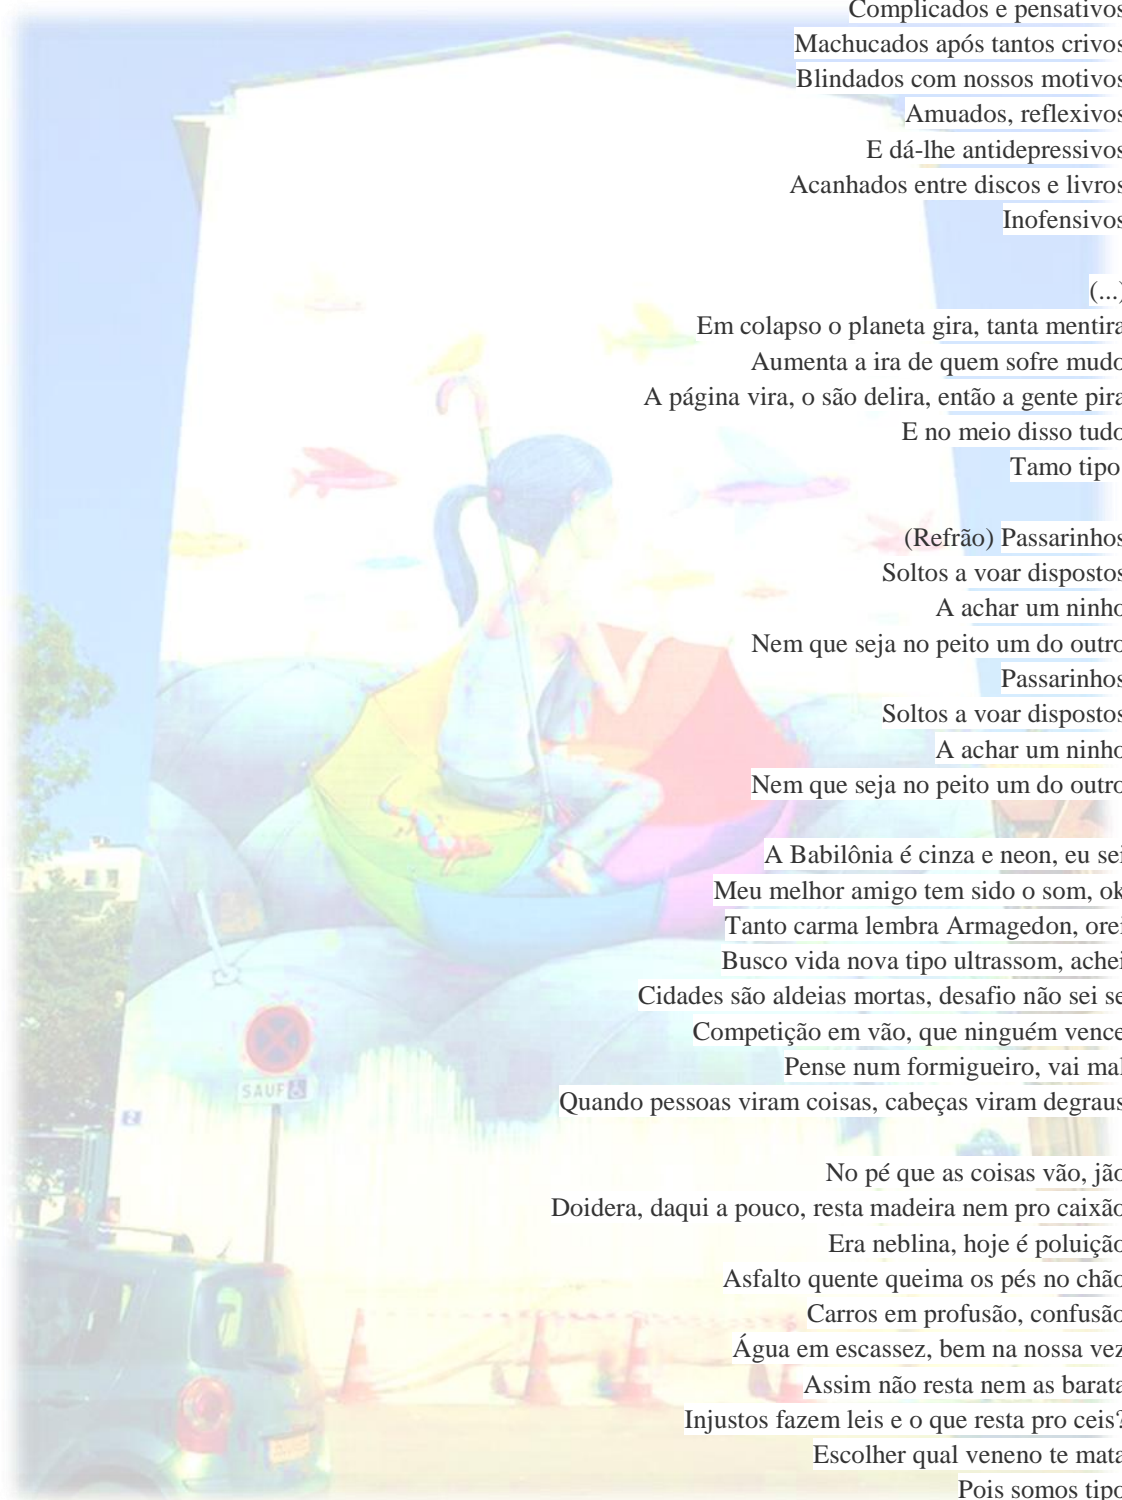 Complicados e pensativos
Machucados após tantos crivos
Blindados com nossos motivos
Amuados, reflexivos
E dá-lhe antidepressivos
Acanhados entre discos e livros
Inofensivos
(...)
Em colapso o planeta gira, tanta mentira
Aumenta a ira de quem sofre mudo
A página vira, o são delira, então a gente pira
E no meio disso tudo
Tamo tipo
(Refrão) Passarinhos
Soltos a voar dispostos
A achar um ninho
Nem que seja no peito um do outro
Passarinhos
Soltos a voar dispostos
A achar um ninho
Nem que seja no peito um do outro
A Babilônia é cinza e neon, eu sei
Meu melhor amigo tem sido o som, ok
Tanto carma lembra Armagedon, orei
Busco vida nova tipo ultrassom, achei
Cidades são aldeias mortas, desafio não sei se
Competição em vão, que ninguém vence
Pense num formigueiro, vai mal
Quando pessoas viram coisas, cabeças viram degraus
No pé que as coisas vão, jão
Doidera, daqui a pouco, resta madeira nem pro caixão
Era neblina, hoje é poluição
Asfalto quente queima os pés no chão
Carros em profusão, confusão
Água em escassez, bem na nossa vez
Assim não resta nem as barata
Injustos fazem leis e o que resta pro ceis?
Escolher qual veneno te mata
Pois somos tipo
SAUF
2